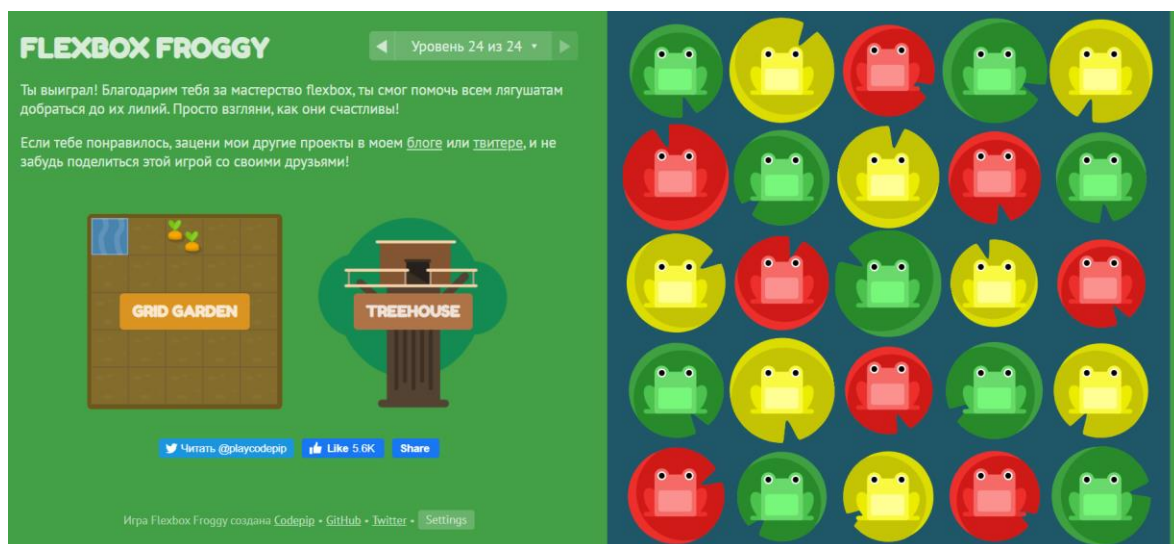 FLEXBOX FROGGY
Уровень 24 из 24
Ты выиграл! Благодарим тебя за мастерство flexbox, ты смог помочь всем лягушатам
добраться до их лилий. Просто взгляни, как они счастливы!
Если тебе понравилось, зацени мои другие проекты в моем блоге или твитере, и не
забудь поделиться этой игрой со своими друзьями!
GRID GARDEN
TREEHOUSE
Читать @playcodepip
Like 5.6K
Share
Игра Flexbox Froggy создана Codepip • GitHub • Twitter • Settings